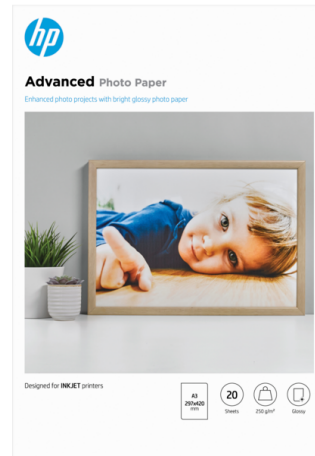 hp
Advanced Photo Paper
Enhanced photo projects with bright glossy photo paper
Designed for INKJET printers
A3
297x420
mm
20
Sheets
250 g/m²
Glossy